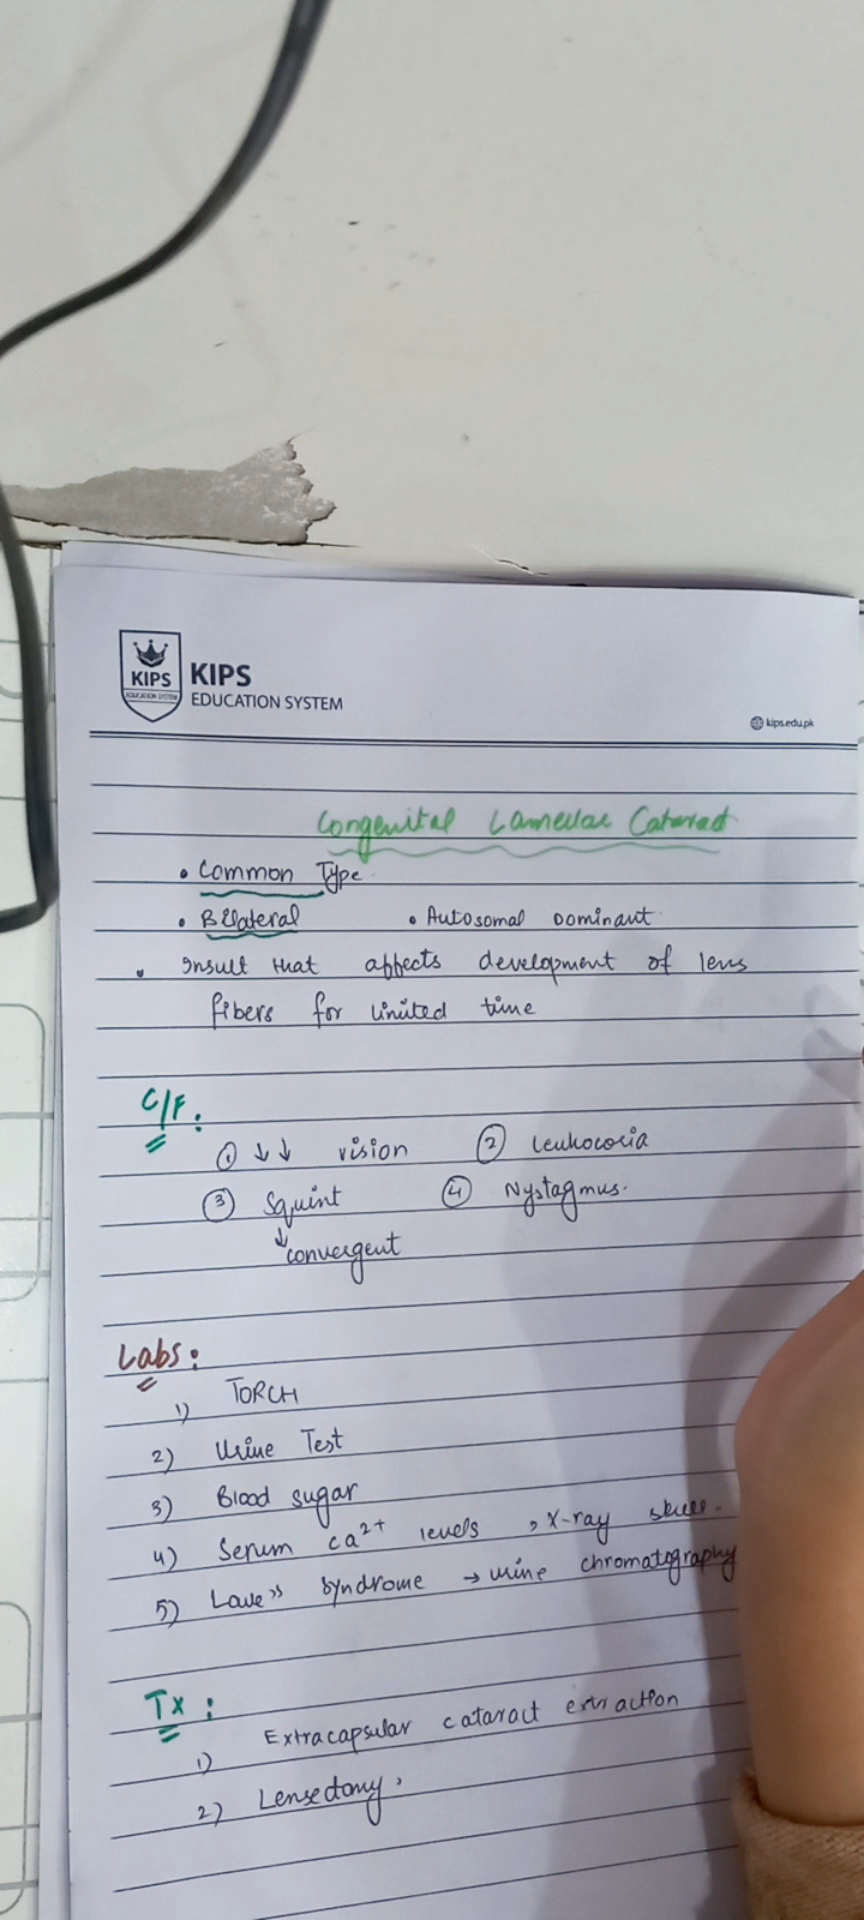 KIPS
EDUCATION SYSTEM
KIPS
EDUCATION SYSTEM
kips.edu.pk
Congenital Lamellar Cataract
• Common Type
• Bilateral • Autosomal Dominant
• Insult that affects development of lens
fibers for limited time
C/F:
① ↓↓ vision ② Leukocoria
③ Squint ④ Nystagmus.
↓
convergent
Labs:
1) TORCH
2) Urine Test
3) Blood sugar
4) Serum Ca²⁺ levels, X-ray skull.
5) Lowe's syndrome → urine chromatography
Tx:
1) Extracapsular cataract extraction
2) Lensectomy,